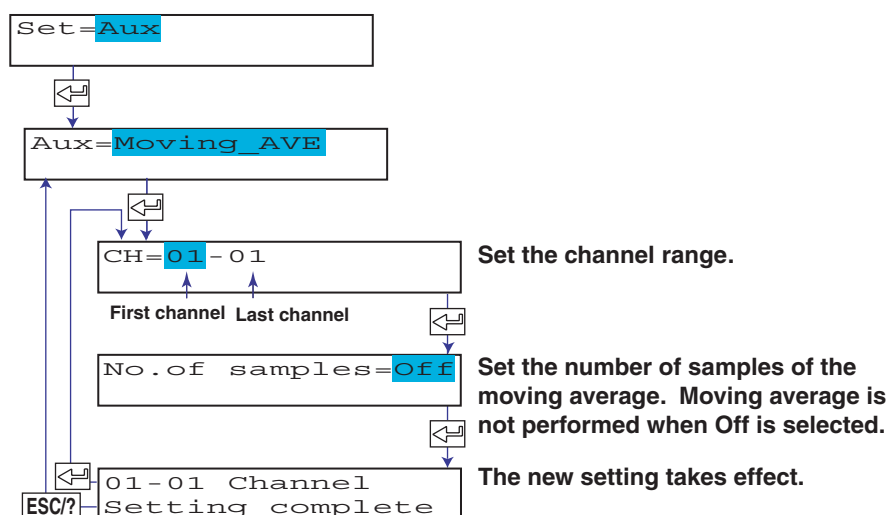 Set=Aux
Aux=Moving_AVE
CH=01-01
Set the channel range.
First channel Last channel
No.of samples=Off
Set the number of samples of the
moving average. Moving average is
not performed when Off is selected.
01-01 Channel
Setting complete
The new setting takes effect.
ESC/?